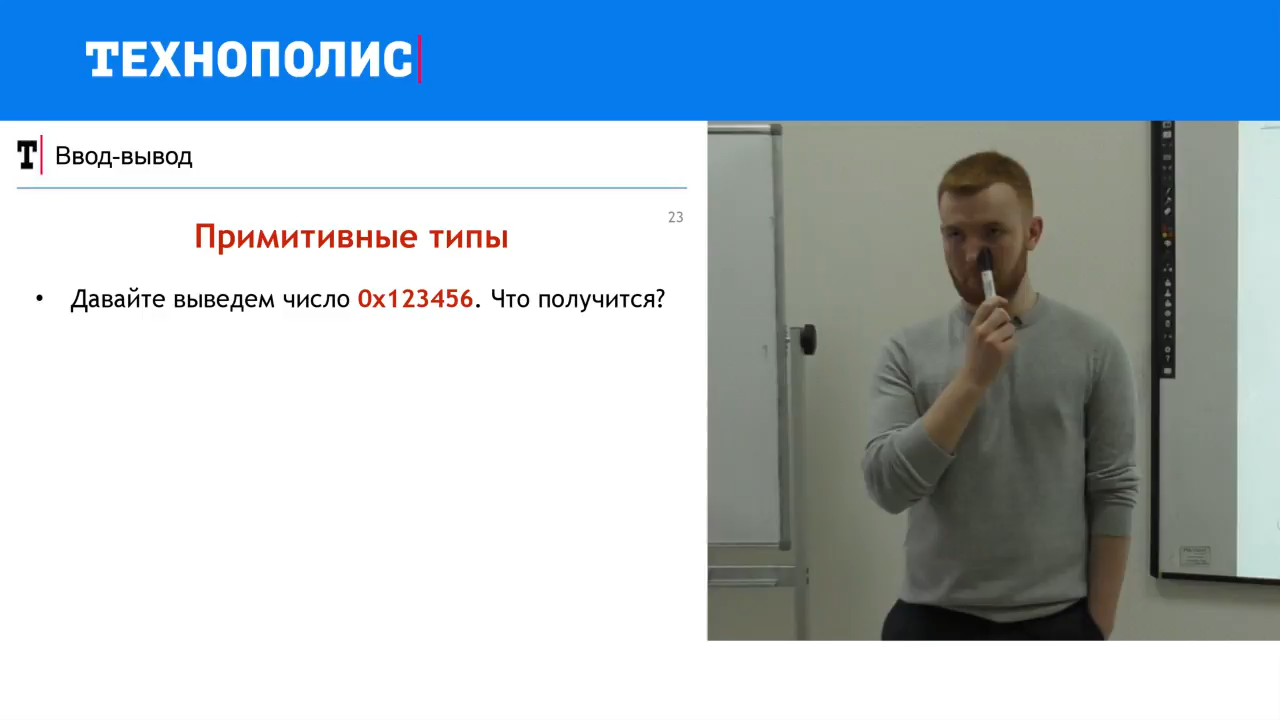 ТЕХНОПОЛИС
Т Ввод-вывод
23
Примитивные типы
• Давайте выведем число 0x123456. Что получится?